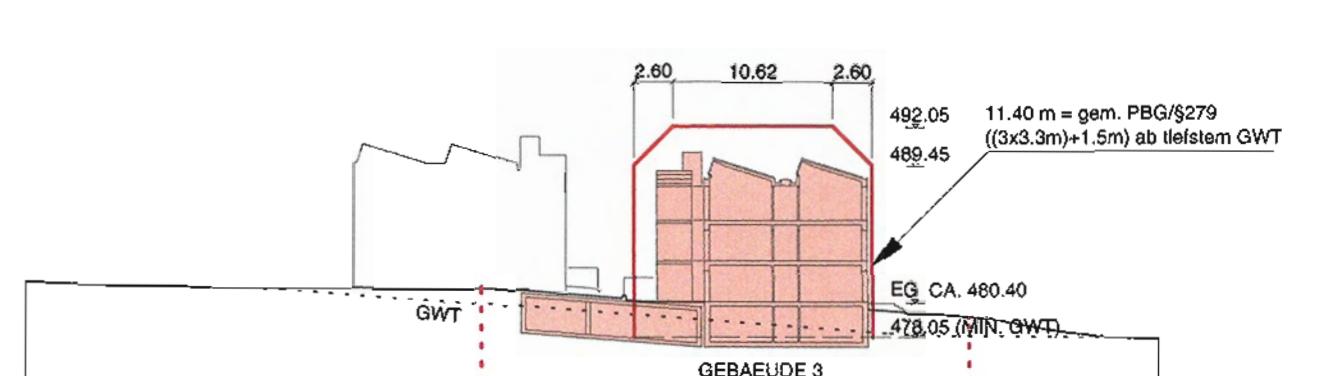 2.60 10.62 2.60
492.05
11.40 m = gem. PBG/§279
((3x3.3m)+1.5m) ab tiefstem GWT
489.45
EG CA. 480.40
GWT
478.05 (MIN. GWT)
GEBAEUDE 3